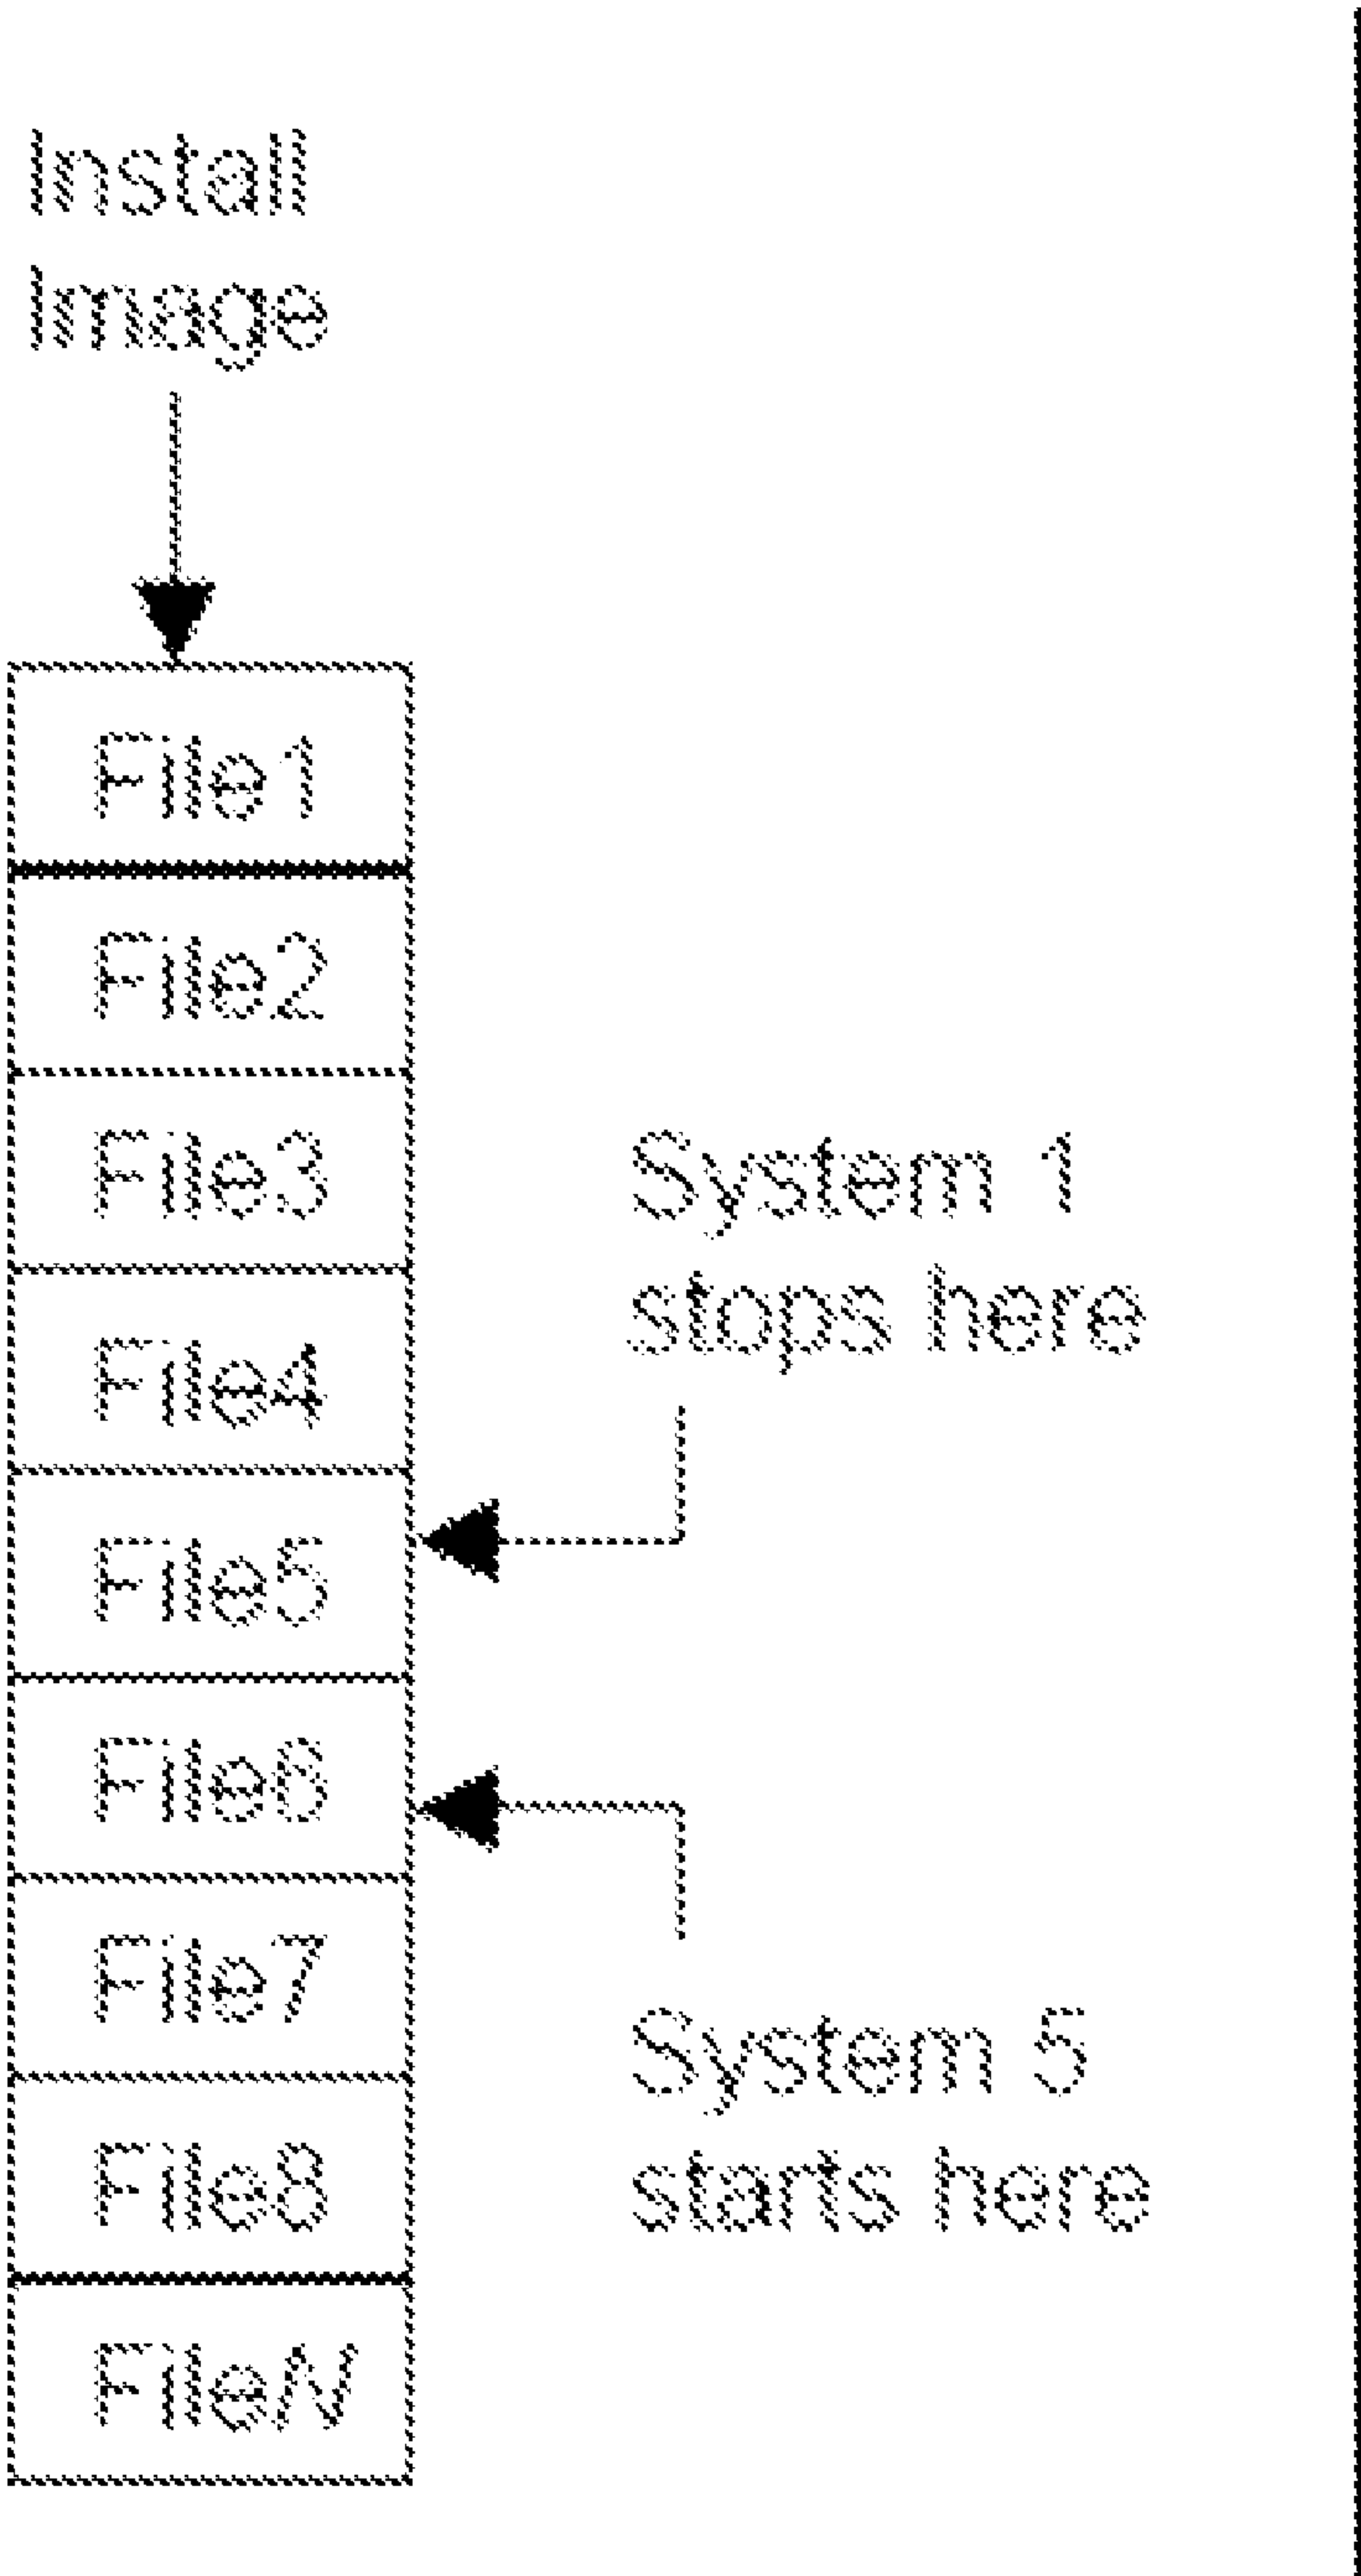 Install
Image
File1
File2
File3
System 1
stops here
File4
File5
File6
File7
System 5
starts here
File8
FileN